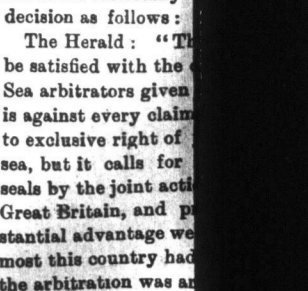 decision as follows:
The Herald: "Th
be satisfied with the
Sea arbitrators given
is against every claim
to exclusive right of
sea, but it calls for
seals by the joint acti
Great Britain, and p
stantial advantage we
most this country had
the arbitration was an